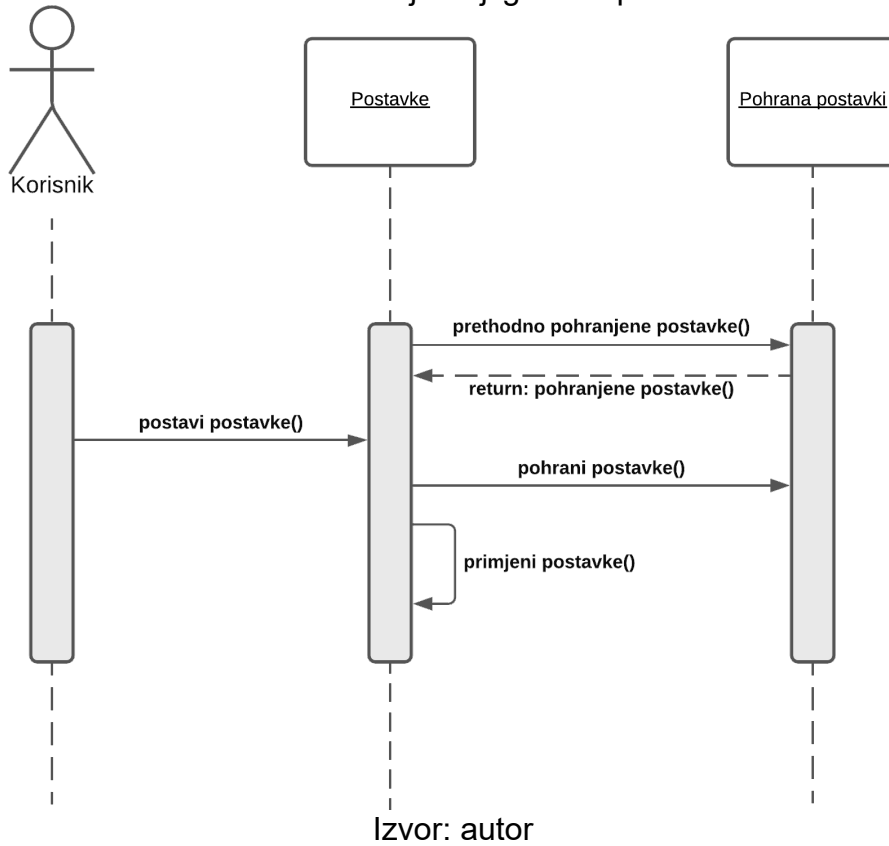 Postavke
Pohrana postavki
Korisnik
prethodno pohranjene postavke()
return: pohranjene postavke()
postavi postavke()
pohrani postavke()
primjeni postavke()
Izvor: autor